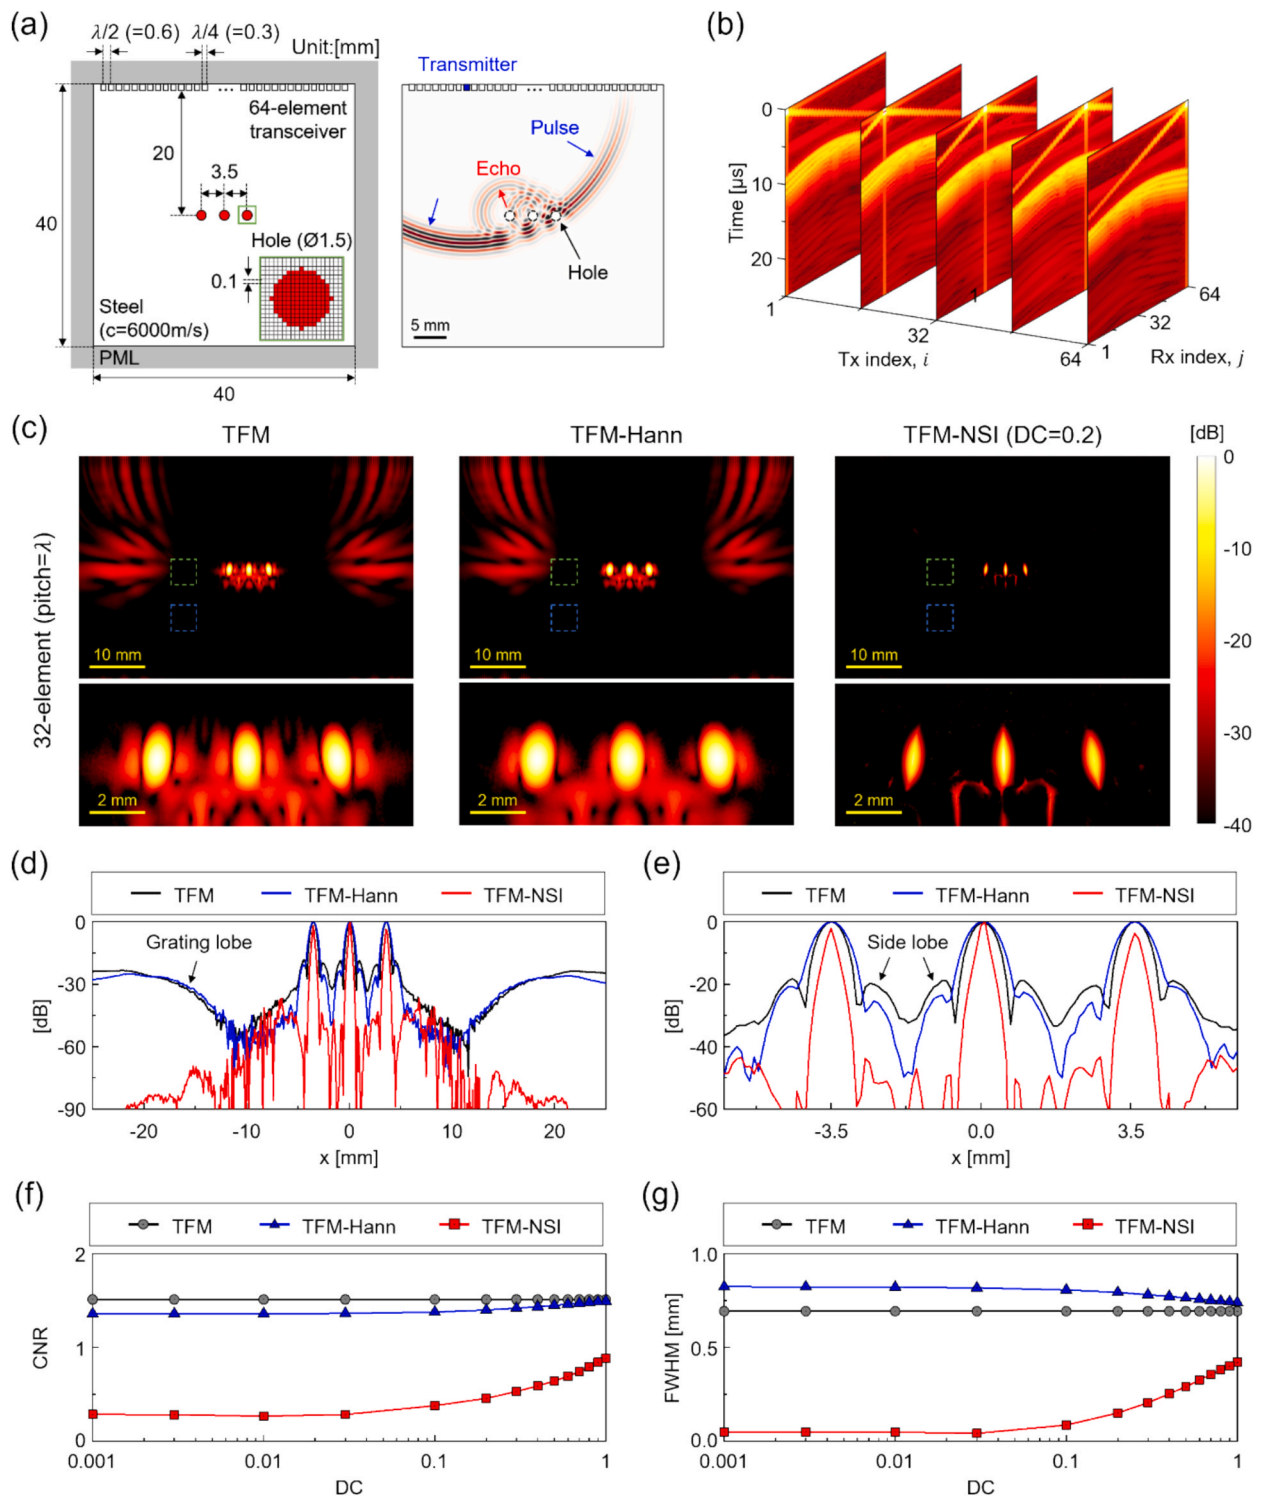 (a)
λ/2 (=0.6)
λ/4 (=0.3)
Unit:[mm]
...
64-element
transceiver
20
3.5
40
Hole (Ø1.5)
0.1
Steel
(c=6000m/s)
PML
40
Transmitter
...
Pulse
Echo
Hole
5 mm
(b)
0
10
20
Time [μs]
1
32
64
Tx index, i
1
1
32
64
Rx index, j
(c)
TFM
TFM-Hann
TFM-NSI (DC=0.2)
[dB]
32-element (pitch=λ)
10 mm
10 mm
10 mm
2 mm
2 mm
2 mm
0
-10
-20
-30
-40
(d)
TFM
TFM-Hann
TFM-NSI
Grating lobe
0
-30
-60
-90
[dB]
-20
-10
0
10
20
x [mm]
(e)
TFM
TFM-Hann
TFM-NSI
Side lobe
0
-20
-40
-60
[dB]
-3.5
0.0
3.5
x [mm]
(f)
TFM
TFM-Hann
TFM-NSI
2
1
0
CNR
0.001
0.01
0.1
1
DC
(g)
TFM
TFM-Hann
TFM-NSI
1.0
0.5
0.0
FWHM [mm]
0.001
0.01
0.1
1
DC